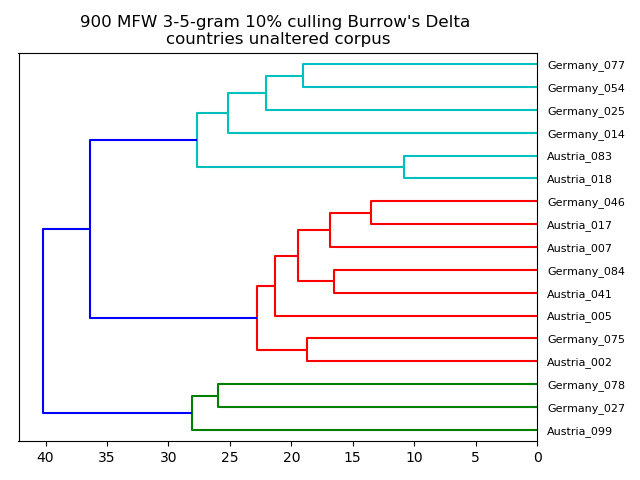 900 MFW 3-5-gram 10% culling Burrow's Delta
countries unaltered corpus
Germany_077
Germany_054
Germany_025
Germany_014
Austria_083
Austria_018
Germany_046
Austria_017
Austria_007
Germany_084
Austria_041
Austria_005
Germany_075
Austria_002
Germany_078
Germany_027
Austria_099
40 35 30 25 20 15 10 5 0